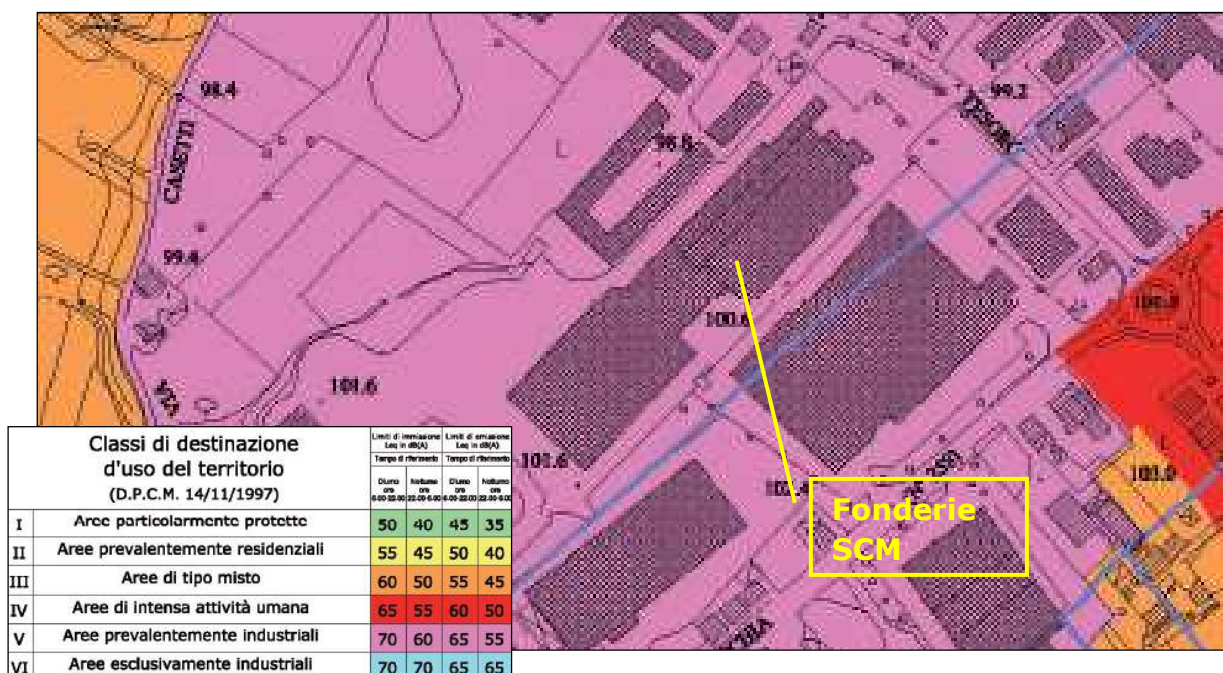 98.4
99.2
CASSETTI
98.8
99.4
100.6
101.6
VIA
103.0
Fonderie
SCM
Classi di destinazione
d'uso del territorio
(D.P.C.M. 14/11/1997)
Limiti di immissione Leq in dB(A)
Limiti di emissione Leq in dB(A)
Tempo di riferimento
Tempo di riferimento
Diurno ore 6.00-22.00
Notturno ore 22.00-6.00
Diurno ore 6.00-22.00
Notturno ore 22.00-6.00
I Aree particolarmente protette 50 40 45 35
II Aree prevalentemente residenziali 55 45 50 40
III Aree di tipo misto 60 50 55 45
IV Aree di intensa attività umana 65 55 60 50
V Aree prevalentemente industriali 70 60 65 55
VI Aree esclusivamente industriali 70 70 65 65